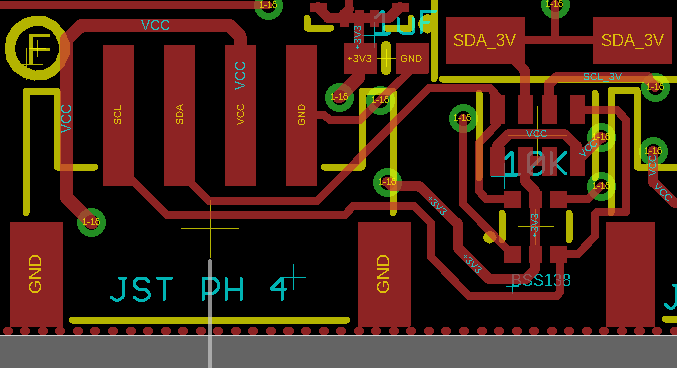 1-16
1-16
VCC
1uF
+3V3
F
SDA_3V
SDA_3V
+3V3
GND
VCC
SCL_3V
1-16
1-16
1-16
VCC
SCL
SDA
VCC
GND
1-16
VCC
1-16
VCC
1-16
10K
VCC
1-16
1-16
VCC
+3V3
1-16
+3V3
GND
GND
+3V3
BSS138
JST PH 4
J